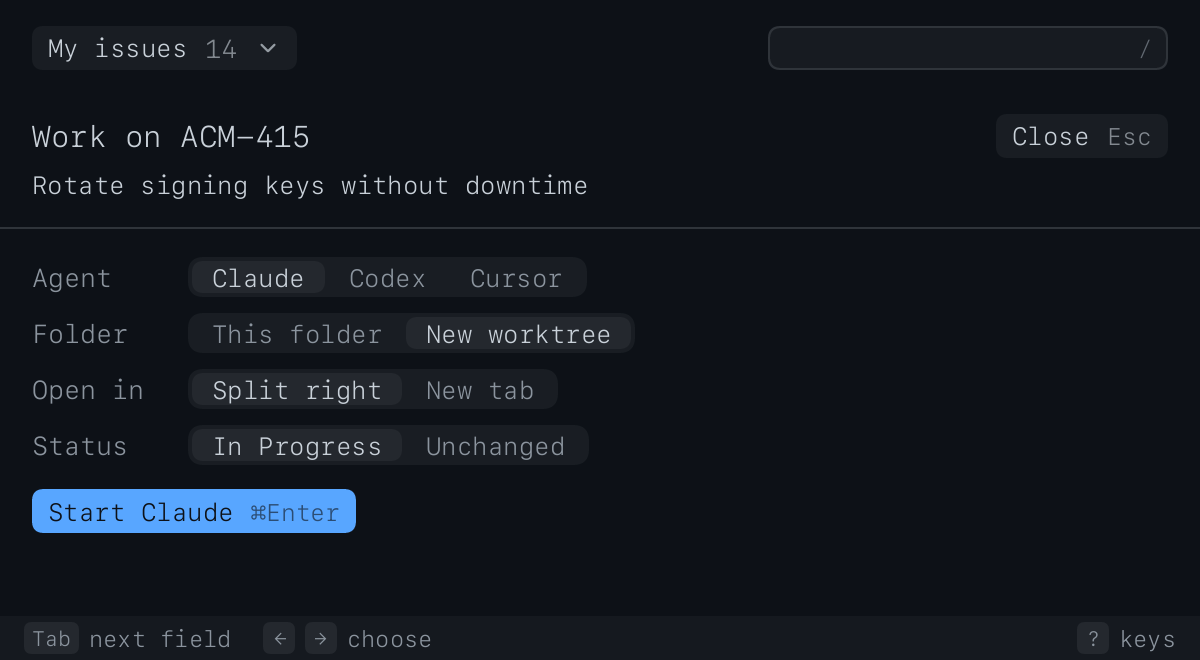 My issues 14
/
Work on ACM–415
Close Esc
Rotate signing keys without downtime
Agent Claude Codex Cursor
Folder This folder New worktree
Open in Split right New tab
Status In Progress Unchanged
Start Claude ⌘Enter
Tab next field ← → choose ? keys